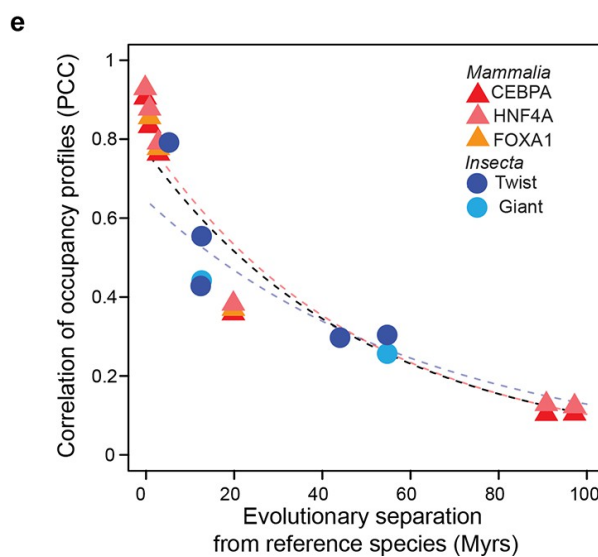 e
Correlation of occupancy profiles (PCC)
1
0.8
0.6
0.4
0.2
0
Mammalia
CEBPA
HNF4A
FOXA1
Insecta
Twist
Giant
0 20 40 60 80 100
Evolutionary separation
from reference species (Myrs)